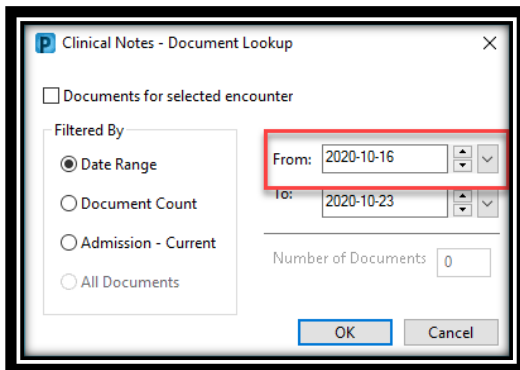 P Clinical Notes - Document Lookup
Documents for selected encounter
Filtered By
Date Range
From: 2020-10-16
Document Count
To: 2020-10-23
Admission - Current
Number of Documents 0
All Documents
OK Cancel